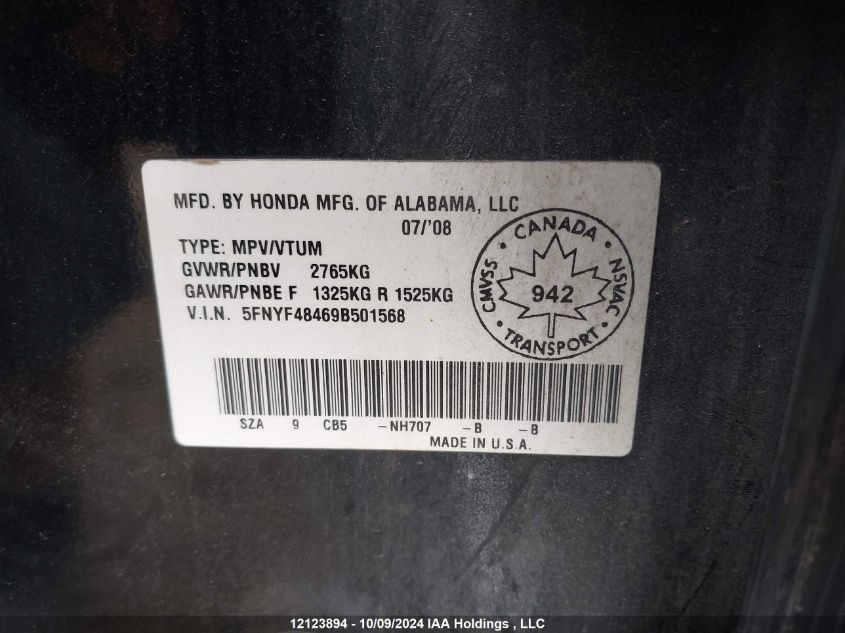 MFD. BY HONDA MFG. OF ALABAMA, LLC
07/'08
TYPE: MPV/VTUM
GVWR/PNBV 2765KG
GAWR/PNBE F 1325KG R 1525KG
V.I.N. 5FNYF48469B501568
• CANADA •
CMVSS
942
NSVAC
• TRANSPORT •
SZA 9 CB5 -NH707 -B -B
MADE IN U.S.A.
12123894 - 10/09/2024 IAA Holdings , LLC